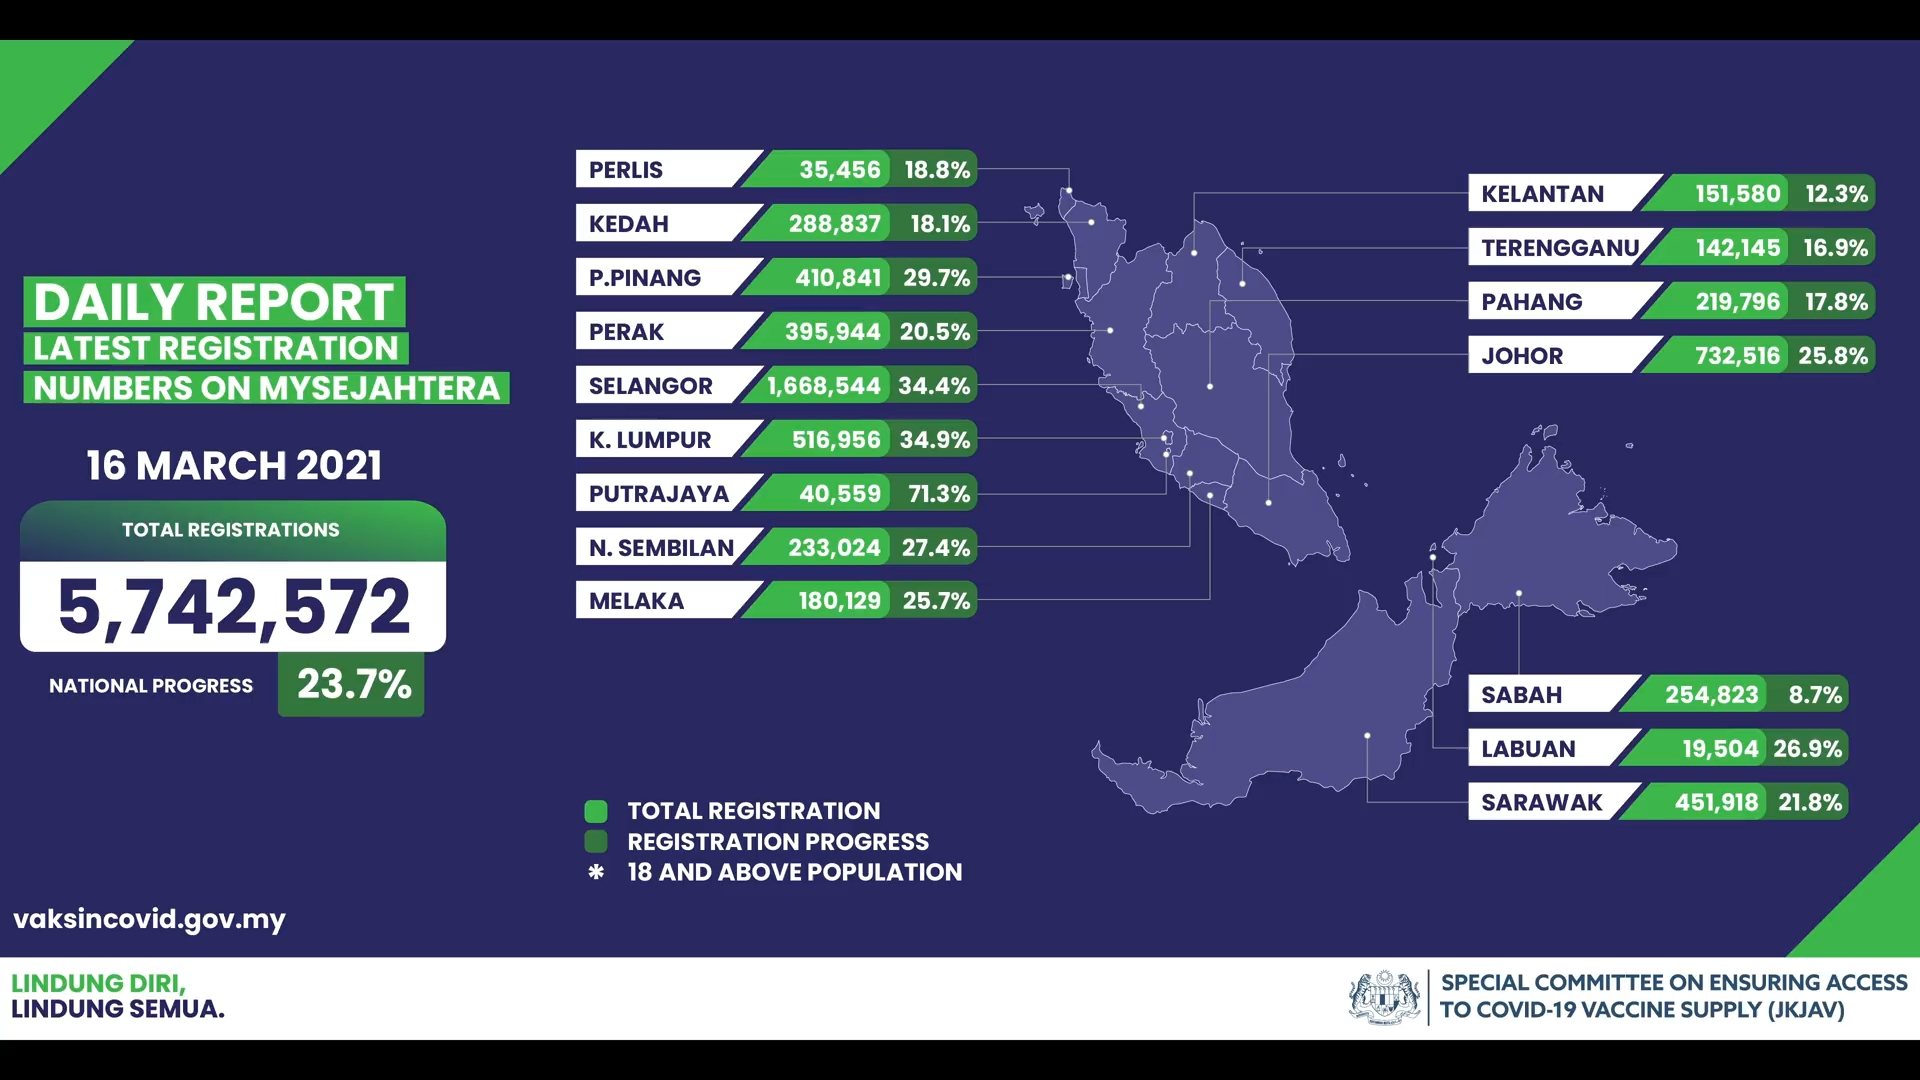 DAILY REPORT
LATEST REGISTRATION
NUMBERS ON MYSEJAHTERA
16 MARCH 2021
TOTAL REGISTRATIONS
5,742,572
NATIONAL PROGRESS 23.7%
PERLIS 35,456 18.8%
KEDAH 288,837 18.1%
P.PINANG 410,841 29.7%
PERAK 395,944 20.5%
SELANGOR 1,668,544 34.4%
K. LUMPUR 516,956 34.9%
PUTRAJAYA 40,559 71.3%
N. SEMBILAN 233,024 27.4%
MELAKA 180,129 25.7%
KELANTAN 151,580 12.3%
TERENGGANU 142,145 16.9%
PAHANG 219,796 17.8%
JOHOR 732,516 25.8%
SABAH 254,823 8.7%
LABUAN 19,504 26.9%
SARAWAK 451,918 21.8%
TOTAL REGISTRATION
REGISTRATION PROGRESS
* 18 AND ABOVE POPULATION
vaksincovid.gov.my
LINDUNG DIRI,
LINDUNG SEMUA.
SPECIAL COMMITTEE ON ENSURING ACCESS
TO COVID-19 VACCINE SUPPLY (JKJAV)